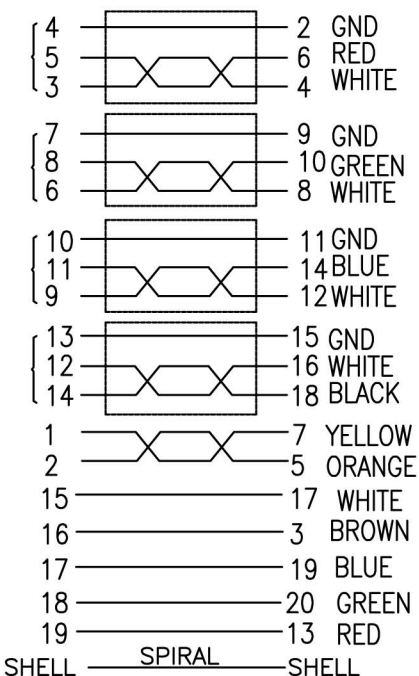 4 2 GND
5 6 RED
3 4 WHITE
7 9 GND
8 10 GREEN
6 8 WHITE
10 11 GND
11 14 BLUE
9 12 WHITE
13 15 GND
12 16 WHITE
14 18 BLACK
1 7 YELLOW
2 5 ORANGE
15 17 WHITE
16 3 BROWN
17 19 BLUE
18 20 GREEN
19 13 RED
SHELL SPIRAL SHELL